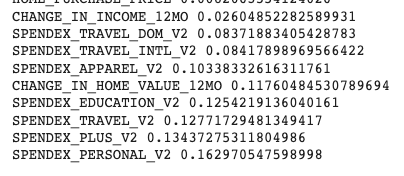 CHANGE_IN_INCOME_12MO 0.02604852282589931
SPENDEX_TRAVEL_DOM_V2 0.08371883405428783
SPENDEX_TRAVEL_INTL_V2 0.08417898969566422
SPENDEX_APPAREL_V2 0.10338332616311761
CHANGE_IN_HOME_VALUE_12MO 0.11760484530789694
SPENDEX_EDUCATION_V2 0.1254219136040161
SPENDEX_TRAVEL_V2 0.12771729481349417
SPENDEX_PLUS_V2 0.13437275311804986
SPENDEX_PERSONAL_V2 0.162970547598998